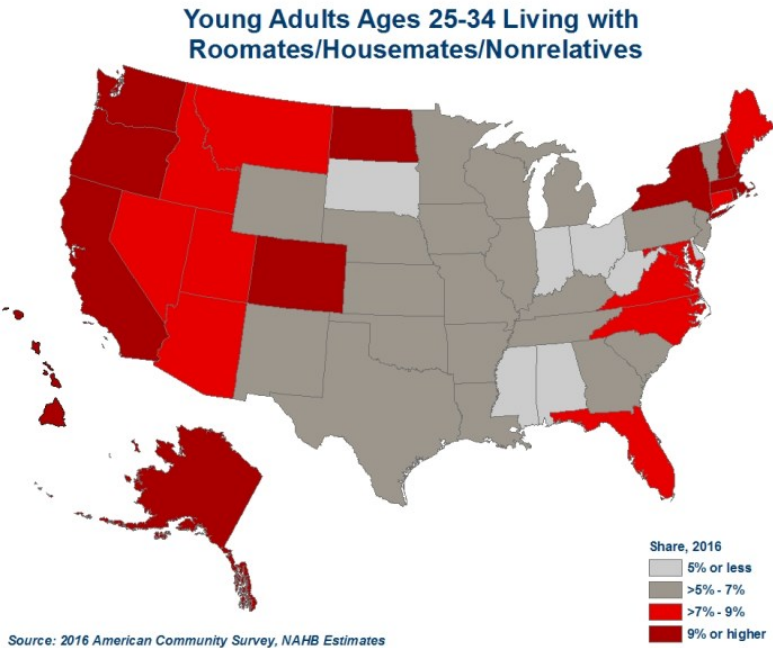 Young Adults Ages 25-34 Living with
Roomates/Housemates/Nonrelatives
Share, 2016
5% or less
>5% - 7%
>7% - 9%
9% or higher
Source: 2016 American Community Survey, NAHB Estimates